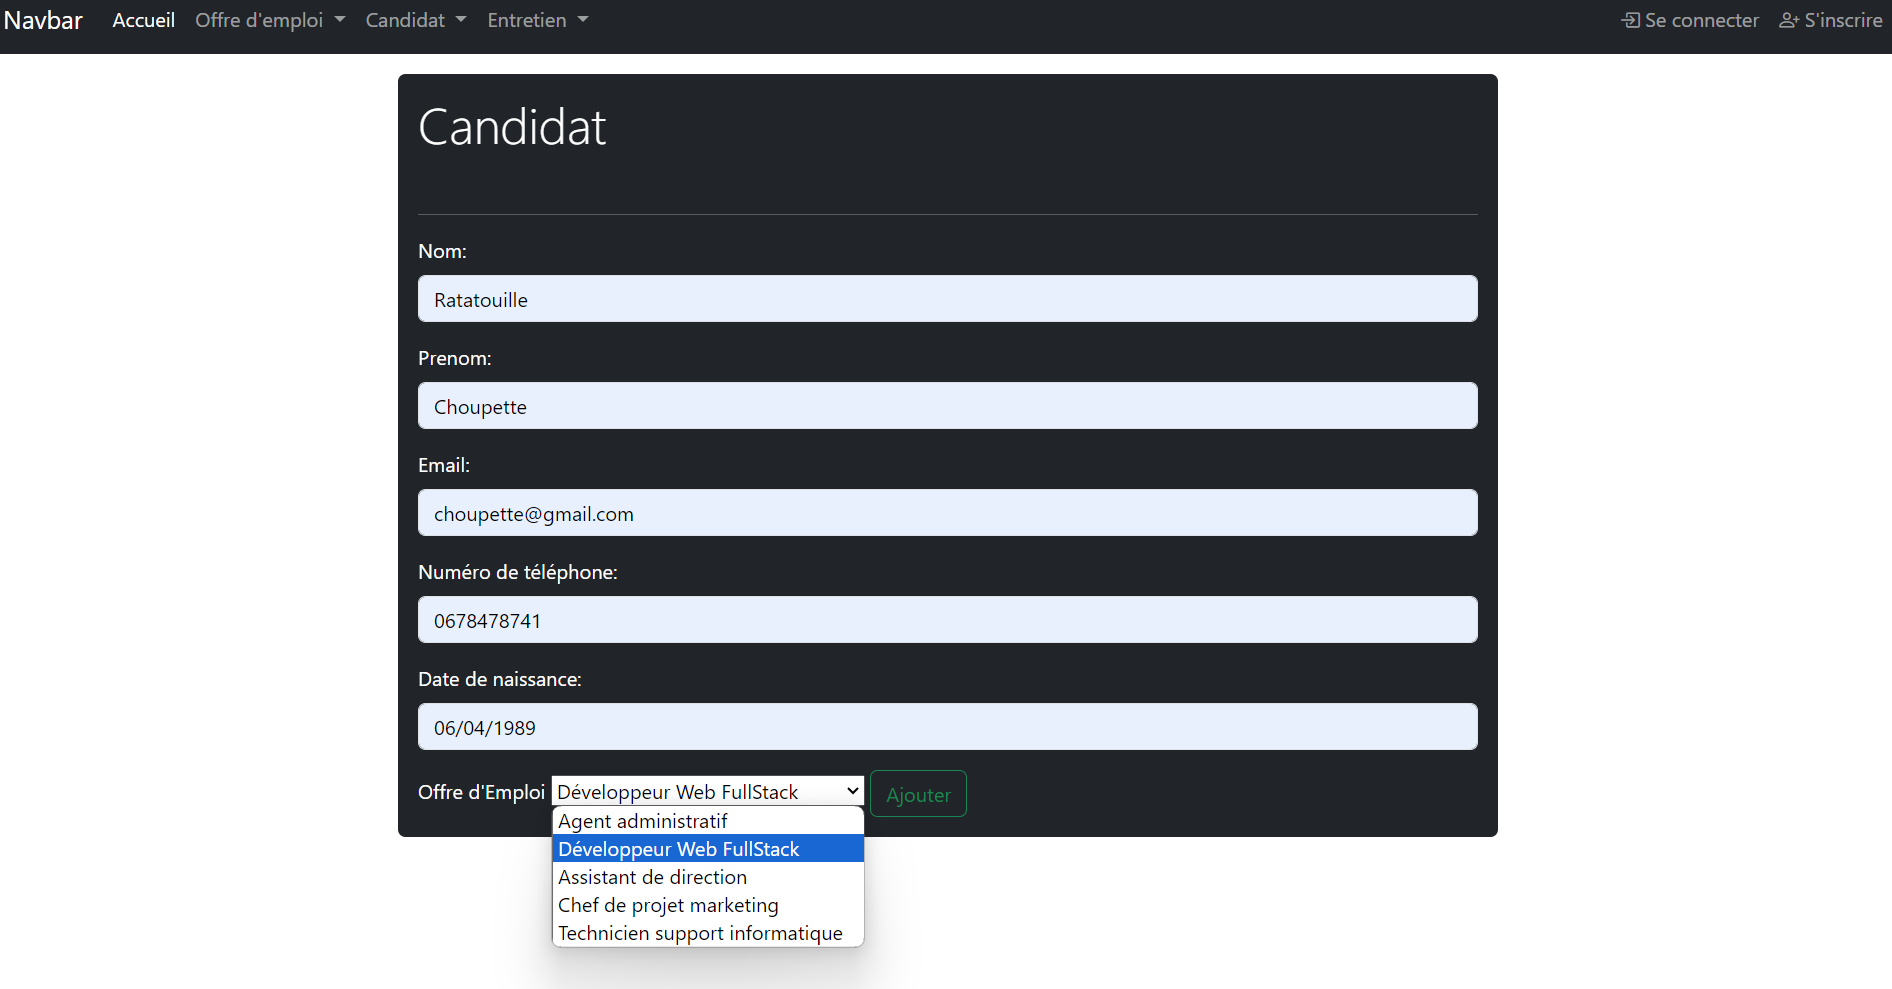 Navbar Accueil Offre d'emploi Candidat Entretien Se connecter S'inscrire
Candidat
Nom:
Ratatouille
Prenom:
Choupette
Email:
choupette@gmail.com
Numéro de téléphone:
0678478741
Date de naissance:
06/04/1989
Offre d'Emploi Développeur Web FullStack Ajouter
Agent administratif
Développeur Web FullStack
Assistant de direction
Chef de projet marketing
Technicien support informatique